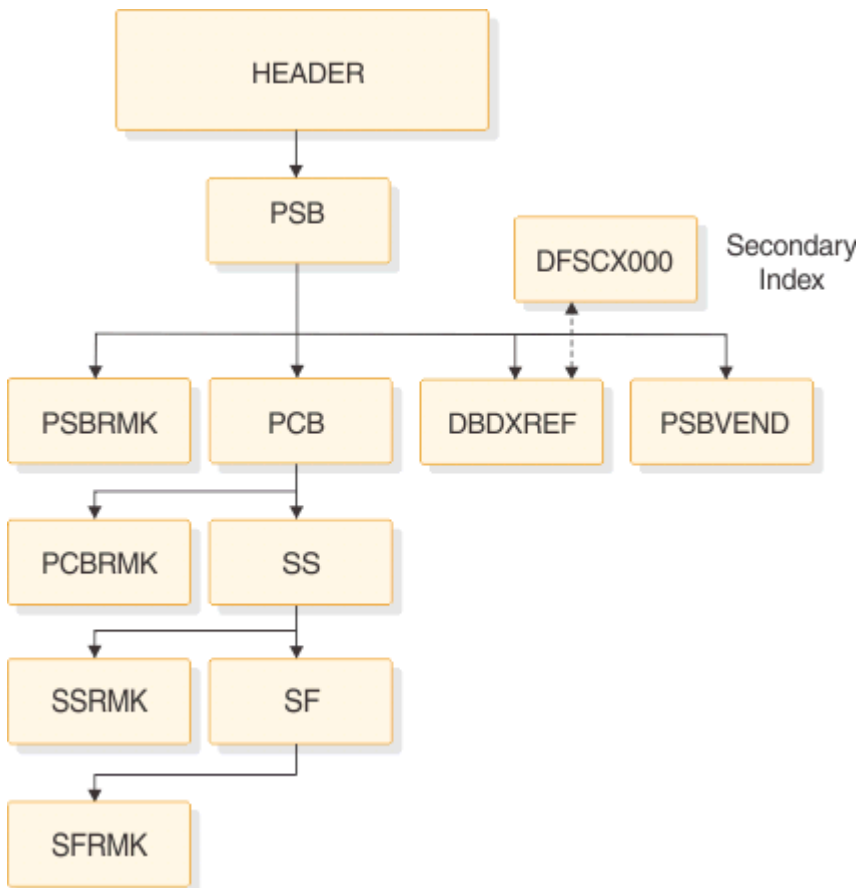 HEADER
PSB
DFSCX000
Secondary
Index
PSBRMK
PCB
DBDXREF
PSBVEND
PCBRMK
SS
SSRMK
SF
SFRMK